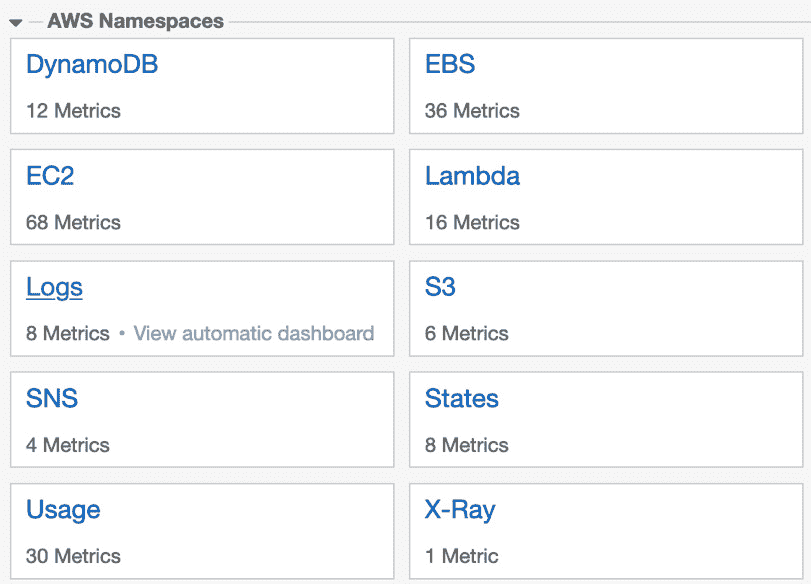 AWS Namespaces
DynamoDB
12 Metrics
EBS
36 Metrics
EC2
68 Metrics
Lambda
16 Metrics
Logs
8 Metrics • View automatic dashboard
S3
6 Metrics
SNS
4 Metrics
States
8 Metrics
Usage
30 Metrics
X-Ray
1 Metric